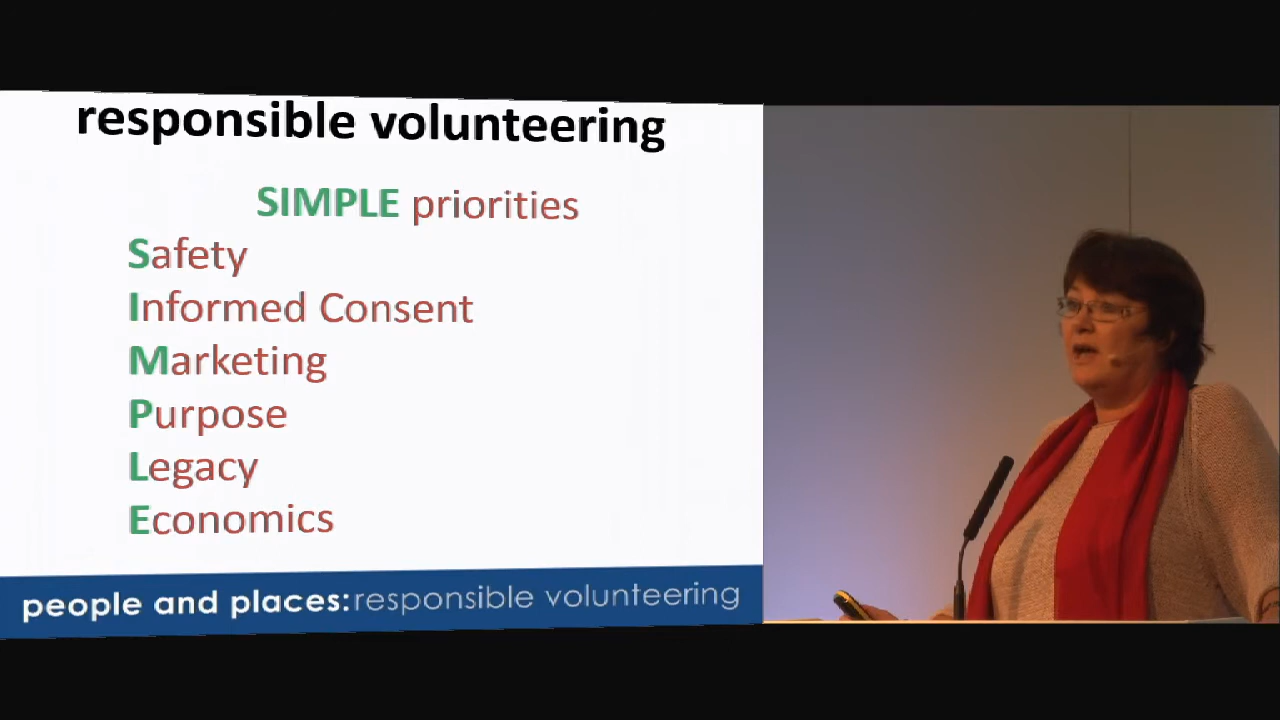 responsible volunteering
SIMPLE priorities
Safety
Informed Consent
Marketing
Purpose
Legacy
Economics
people and places:responsible volunteering